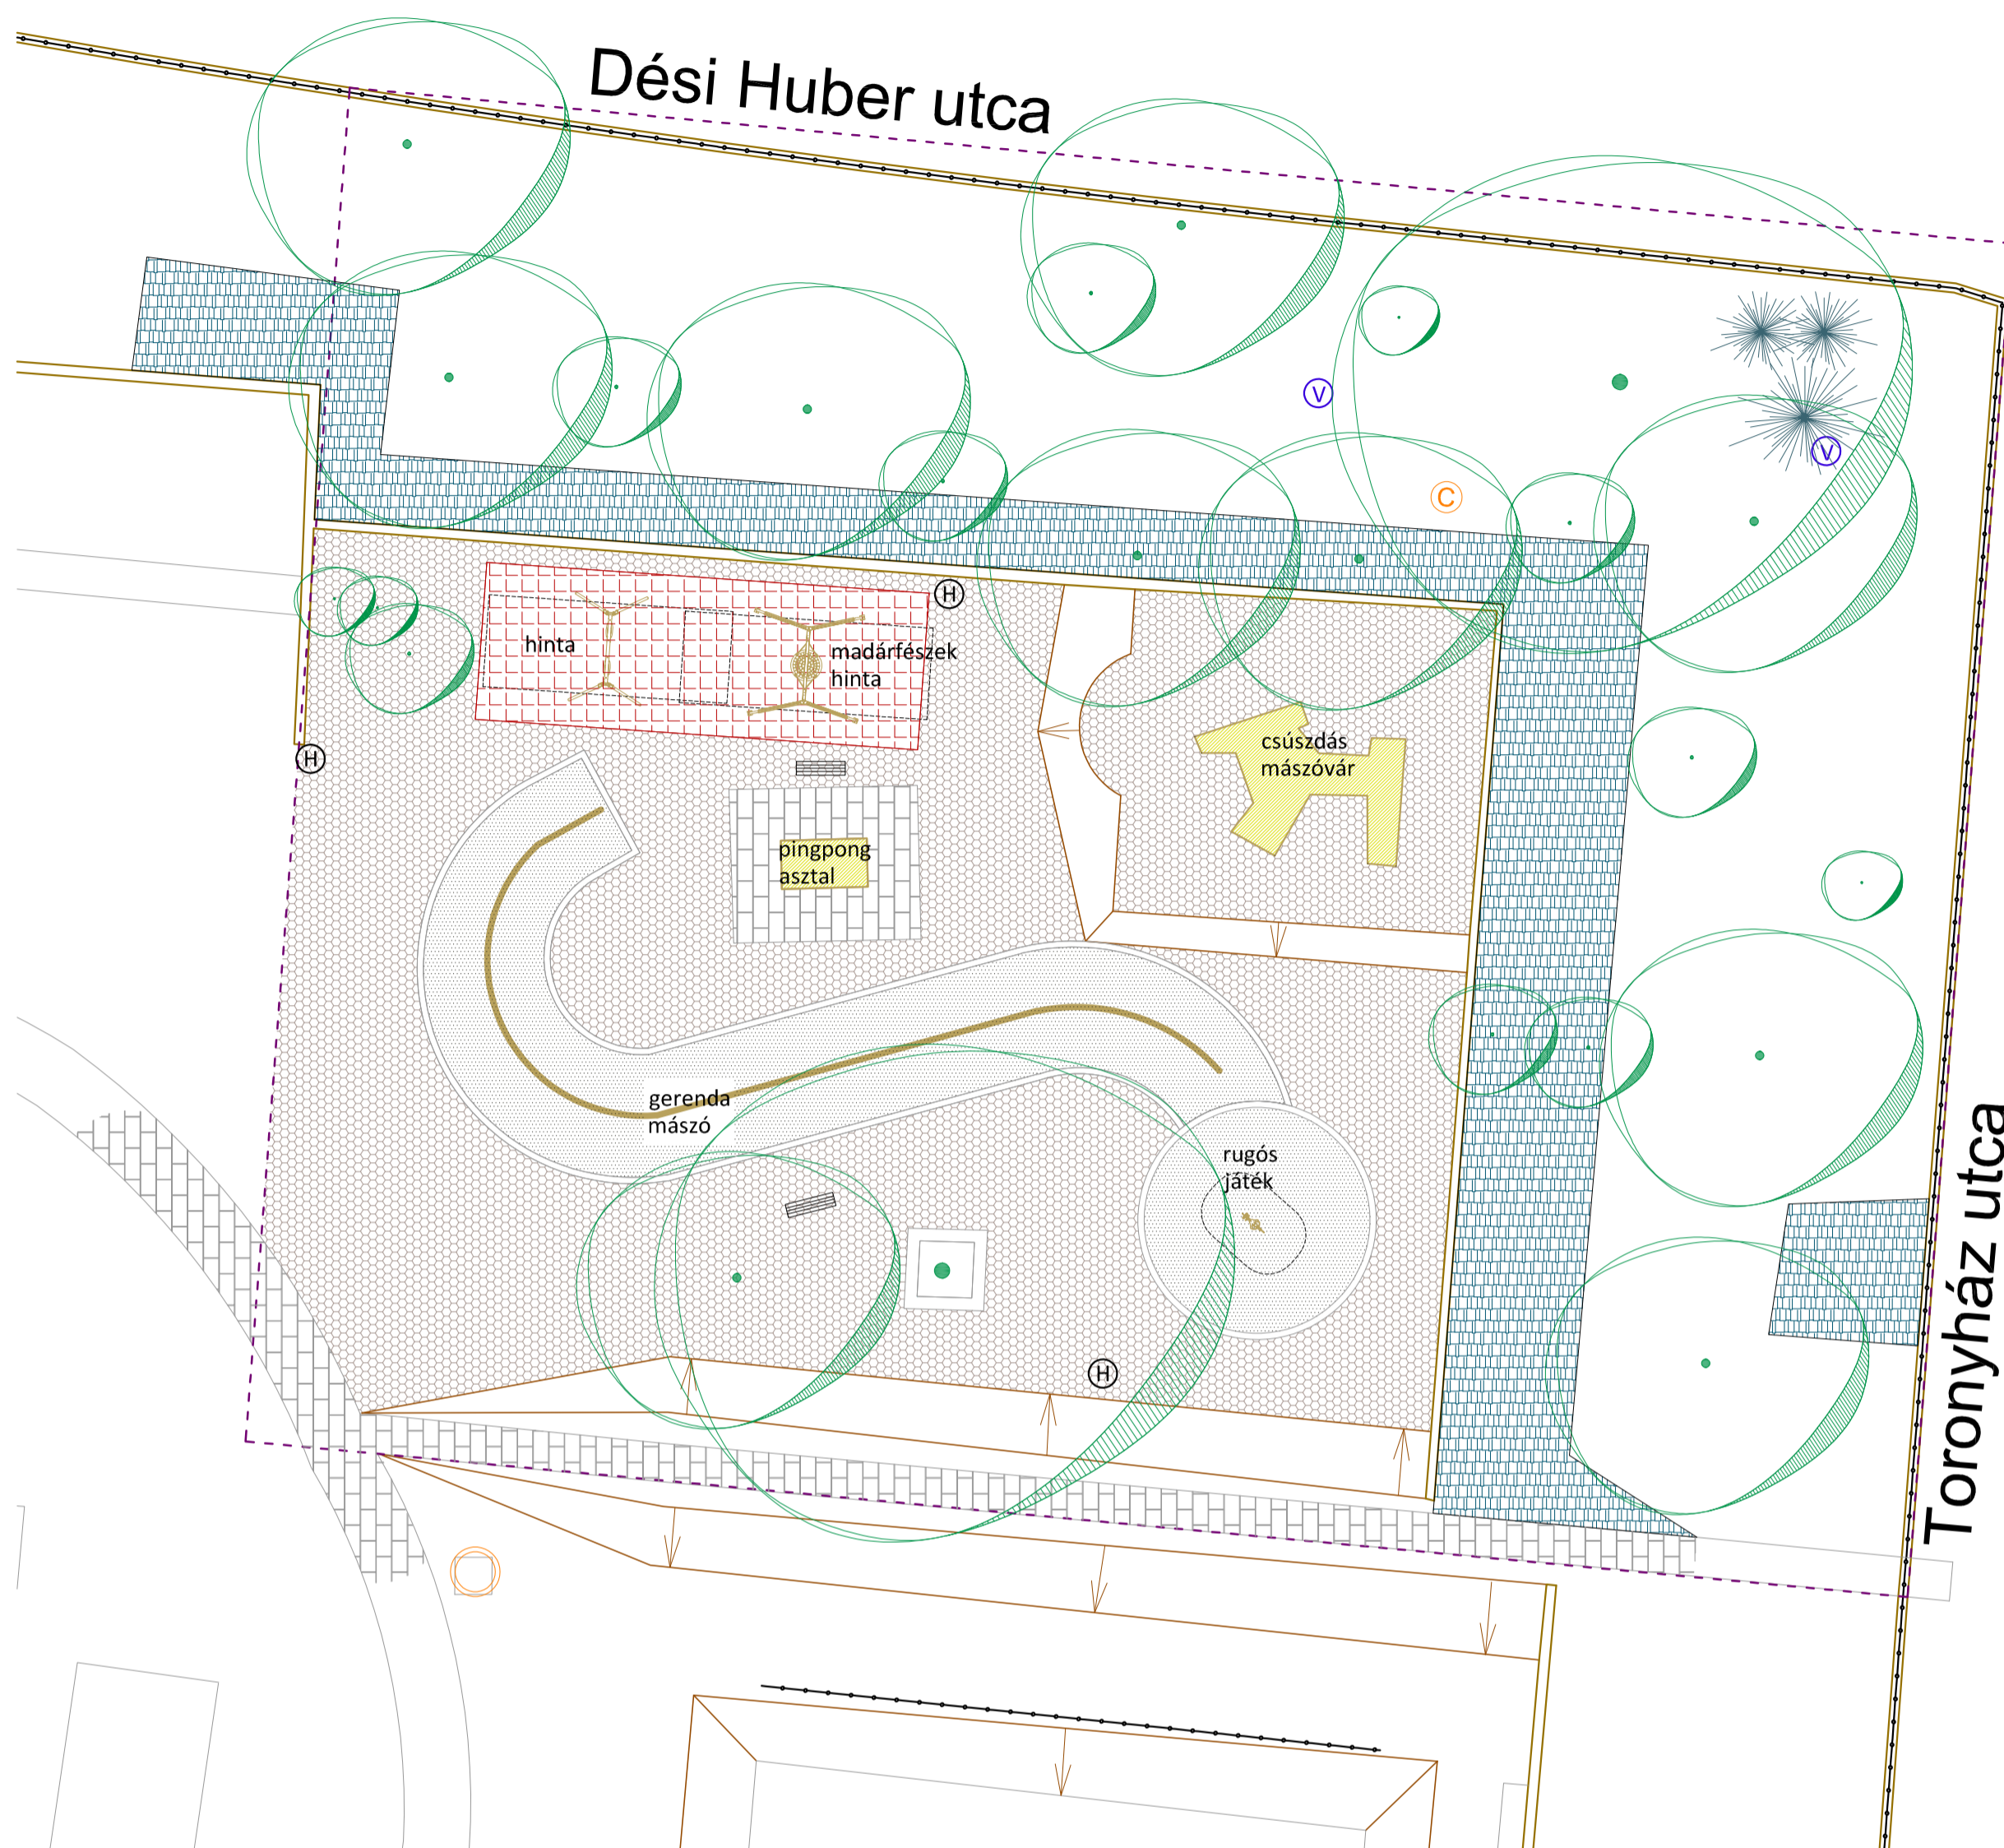 Dési Huber utca
V
V
C
H
hinta
madárfészek
hinta
H
csúszdás
mászóvár
pingpong
asztal
gerenda
mászó
rugós
játék
H
Toronyház utca